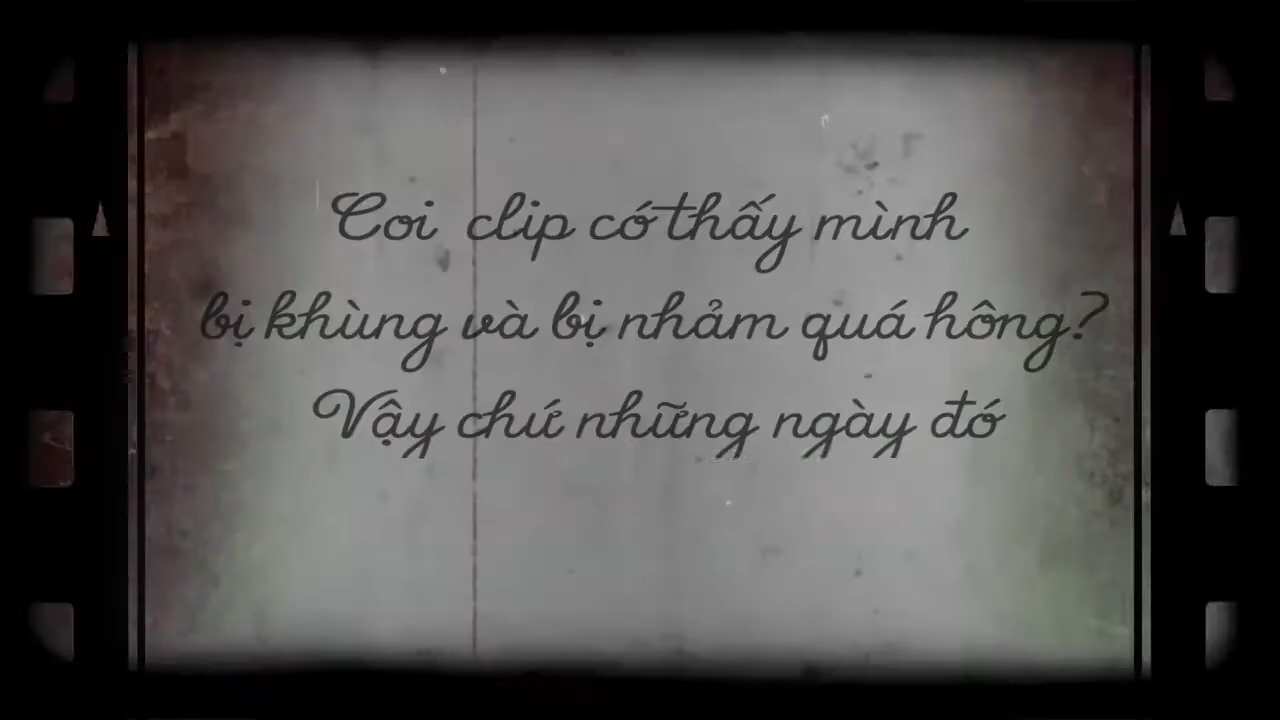 Coi clip có thấy mình
bị khùng và bị nhảm quá hông?
Vậy chứ những ngày đó